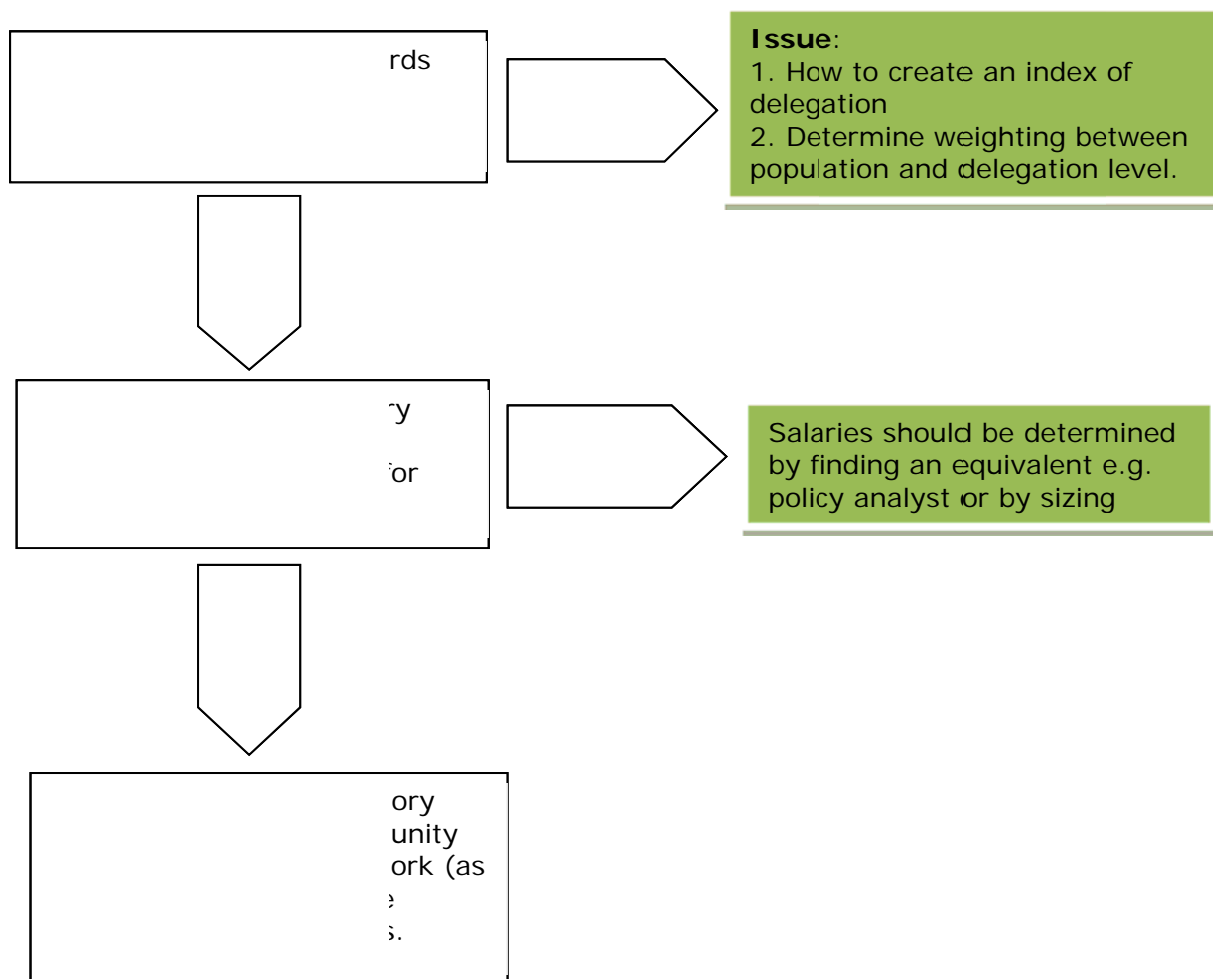 rds
Issue:
1. How to create an index of
delegation
2. Determine weighting between
population and delegation level.
ry
for
Salaries should be determined
by finding an equivalent e.g.
policy analyst or by sizing
ory
unity
ork (as
e
s.